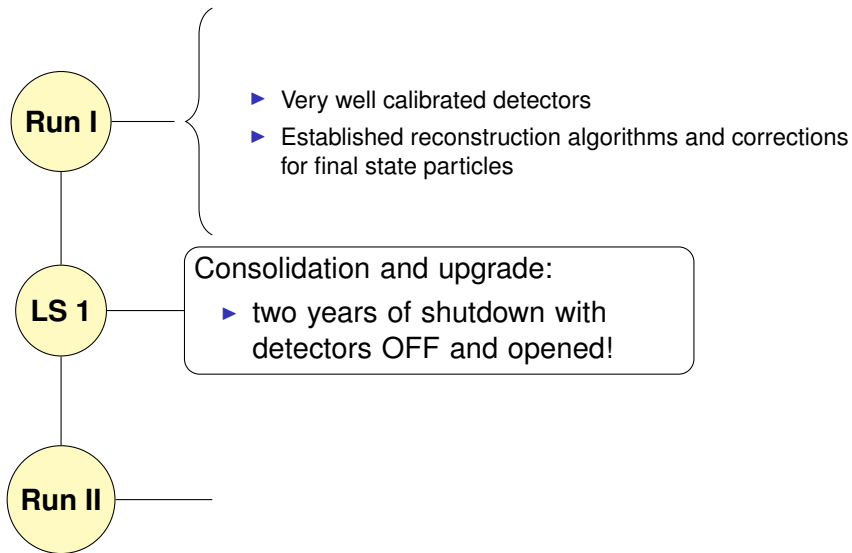 Run I
► Very well calibrated detectors
► Established reconstruction algorithms and corrections
for final state particles
LS 1
Consolidation and upgrade:
► two years of shutdown with
detectors OFF and opened!
Run II